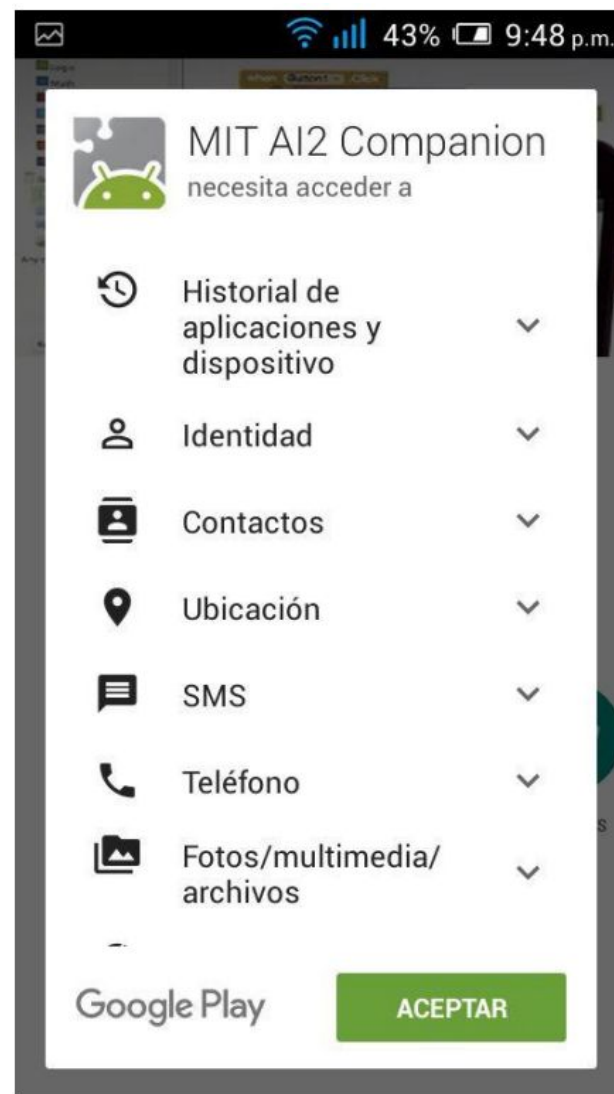 43% 9:48 p.m.
MIT AI2 Companion
necesita acceder a
Historial de
aplicaciones y
dispositivo
Identidad
Contactos
Ubicación
SMS
Teléfono
Fotos/multimedia/
archivos
Google Play
ACEPTAR